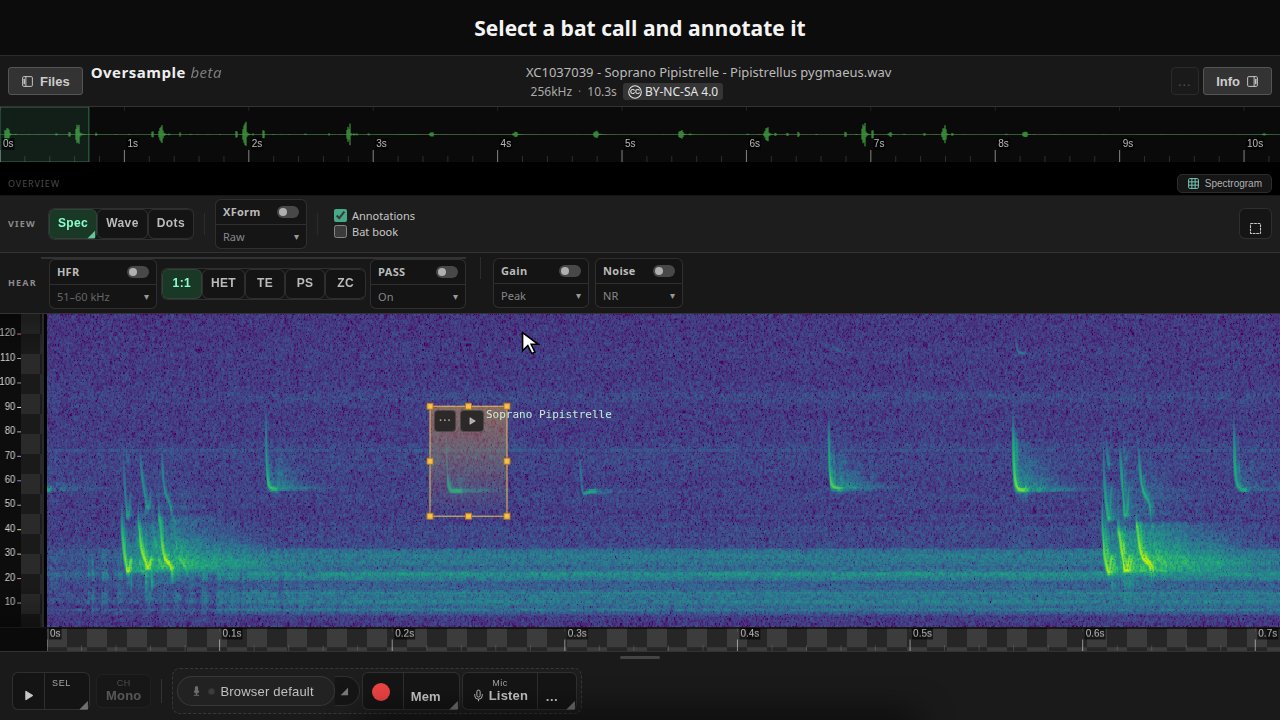 Select a bat call and annotate it
Files
Oversample beta
XC1037039 - Soprano Pipistrelle - Pipistrellus pygmaeus.wav
256kHz · 10.3s BY-NC-SA 4.0
...
Info
0s 1s 2s 3s 4s 5s 6s 7s 8s 9s 10s
OVERVIEW
Spectrogram
VIEW
Spec Wave Dots
XForm
Raw
Annotations
Bat book
HEAR
HFR
51–60 kHz
1:1 HET TE PS ZC
PASS
On
Gain
Peak
Noise
NR
120
110
100
90
80
70
60
50
40
30
20
10
... Soprano Pipistrelle
0s 0.1s 0.2s 0.3s 0.4s 0.5s 0.6s 0.7s
SEL
CH
Mono
Browser default
Mem
Mic
Listen
...